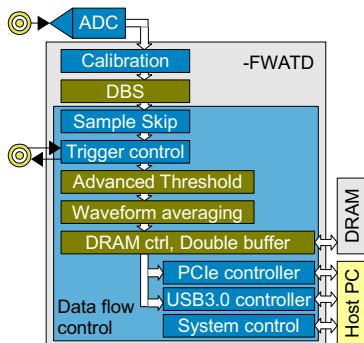 ADC
Calibration
-FWATD
DBS
Sample Skip
Trigger control
Advanced Threshold
Waveform averaging
DRAM ctrl, Double buffer
DRAM
PCIe controller
USB3.0 controller
Data flow
control
System control
Host PC